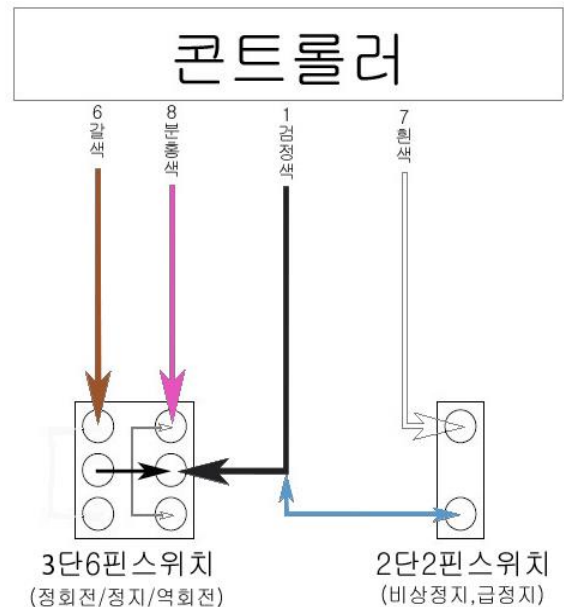 콘트롤러
6 갈색
8 분홍색
1 검정색
7 흰색
3단6핀스위치
(정회전/정지/역회전)
2단2핀스위치
(비상정지,급정지)